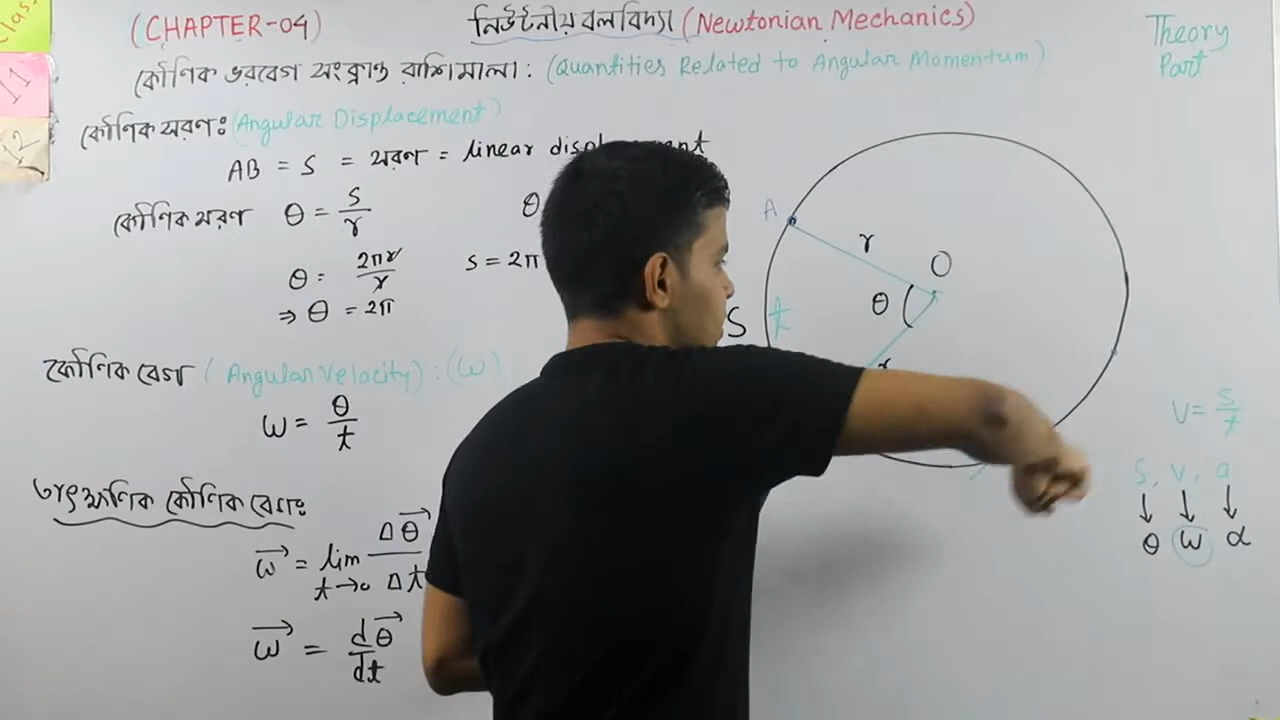 Class
11
12
(CHAPTER-04)
নিউটনীয় বলবিদ্যা (Newtonian Mechanics)
Theory
Part
কৌণিক ভরবেগ সংক্রান্ত রাশিমালা: (Quantities Related to Angular Momentum)
কৌণিক সরণঃ (Angular Displacement)
AB = S = সরণ = linear
কৌণিক সরণ θ = S/r
θ
θ = 2πr/r
s = 2π
⇒ θ = 2π
কৌণিক বেগ (Angular Velocity) : (ω)
ω = θ/t
তাৎক্ষণিক কৌণিক বেগঃ
ω⃗ = lim t→0 Δθ⃗/Δt
ω⃗ = dθ⃗/dt
A
r
O
θ
S
t
r
V = S/t
S, v, a
↓ ↓ ↓
θ ω α